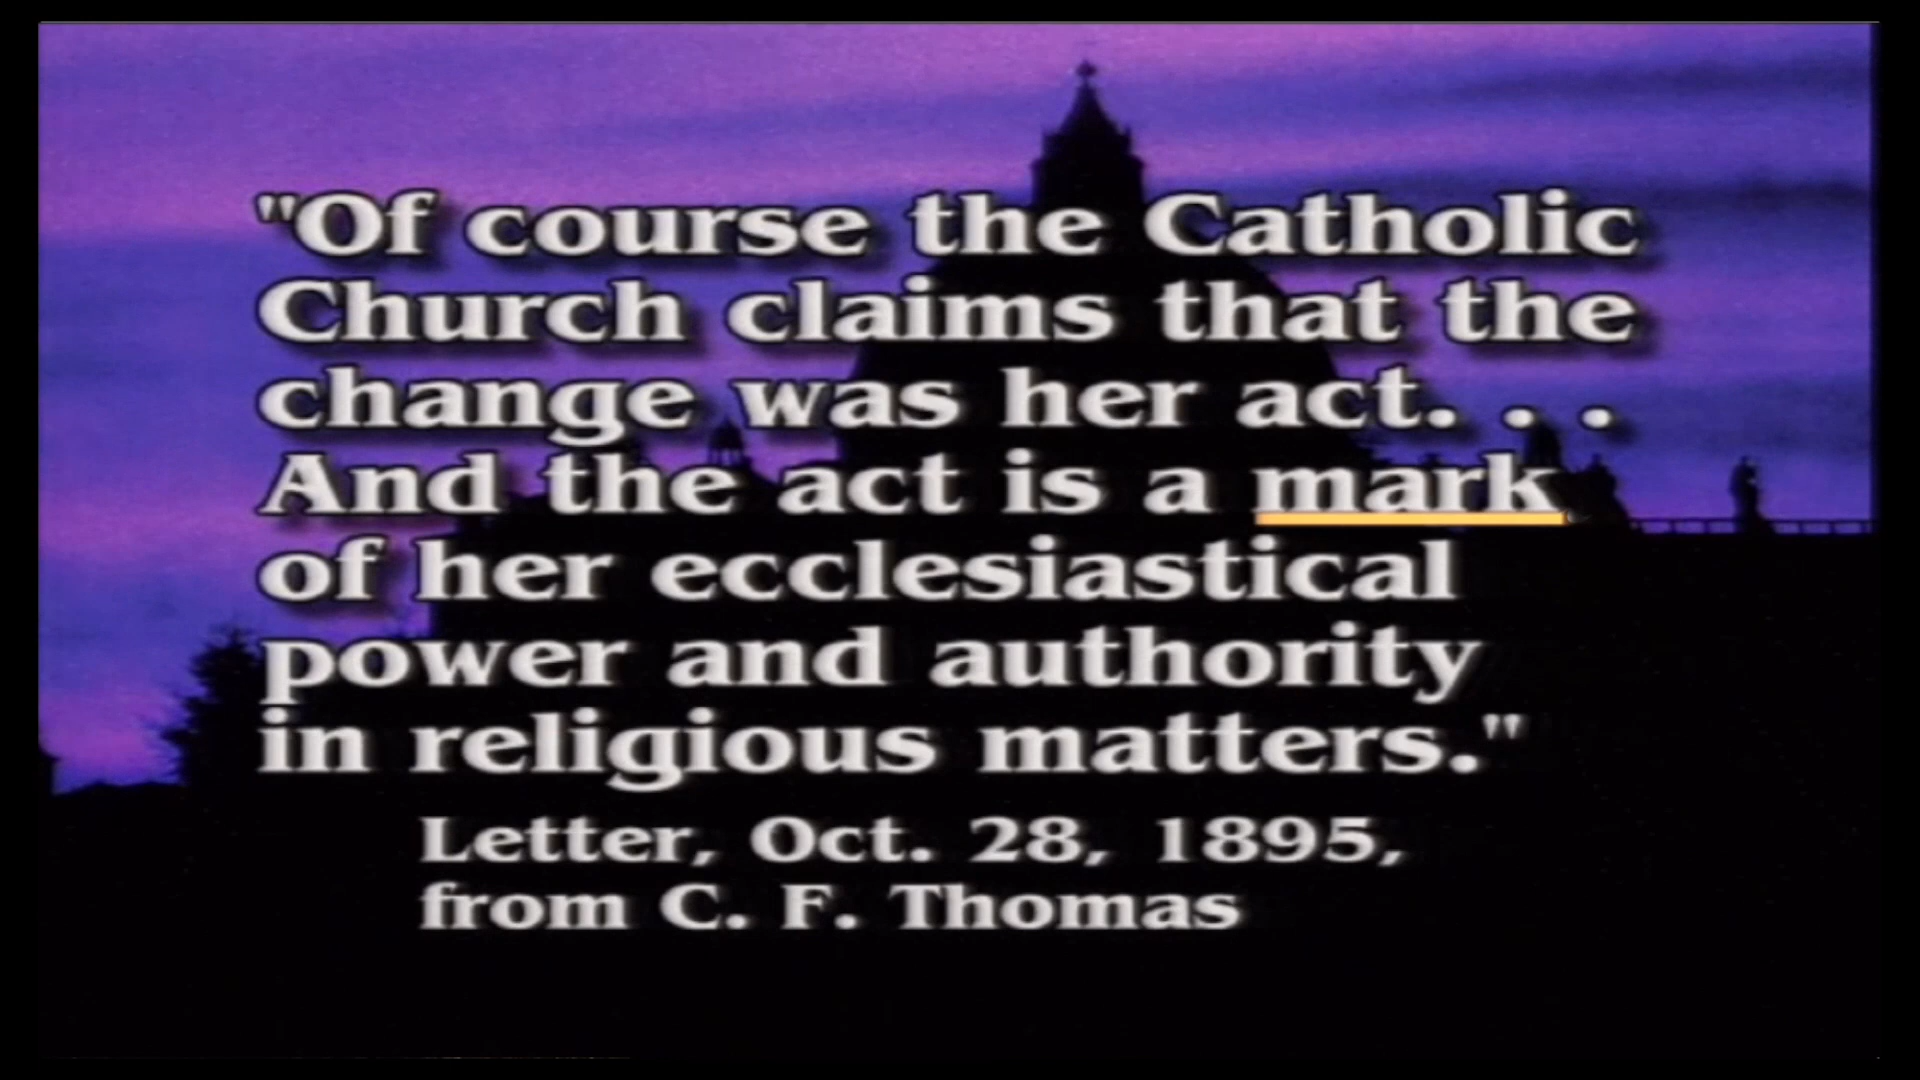 "Of course the Catholic
Church claims that the
change was her act. . .
And the act is a mark
of her ecclesiastical
power and authority
in religious matters."
Letter, Oct. 28, 1895,
from C. F. Thomas